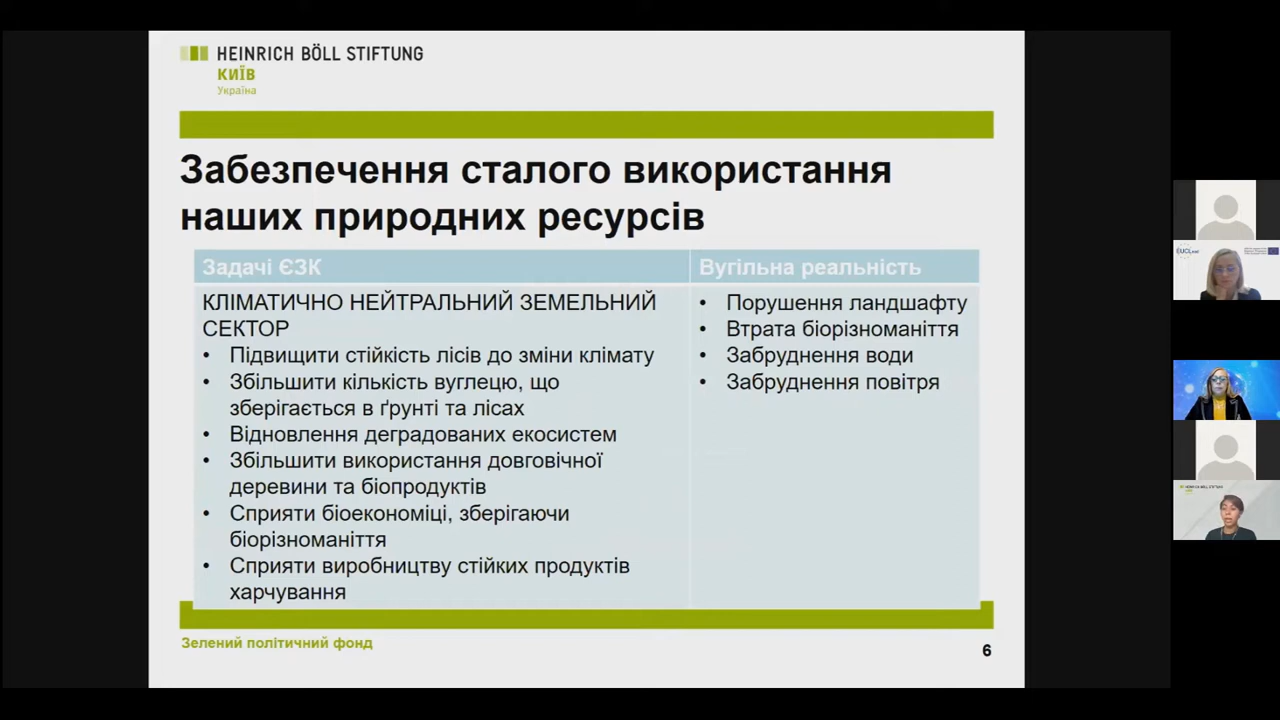 HEINRICH BÖLL STIFTUNG
КИЇВ
Україна
Забезпечення сталого використання
наших природних ресурсів
Задачі ЄЗК
Вугільна реальність
КЛІМАТИЧНО НЕЙТРАЛЬНИЙ ЗЕМЕЛЬНИЙ
СЕКТОР
• Підвищити стійкість лісів до зміни клімату
• Збільшити кількість вуглецю, що
зберігається в ґрунті та лісах
• Відновлення деградованих екосистем
• Збільшити використання довговічної
деревини та біопродуктів
• Сприяти біоекономіці, зберігаючи
біорізноманіття
• Сприяти виробництву стійких продуктів
харчування
• Порушення ландшафту
• Втрата біорізноманіття
• Забруднення води
• Забруднення повітря
Зелений політичний фонд
6